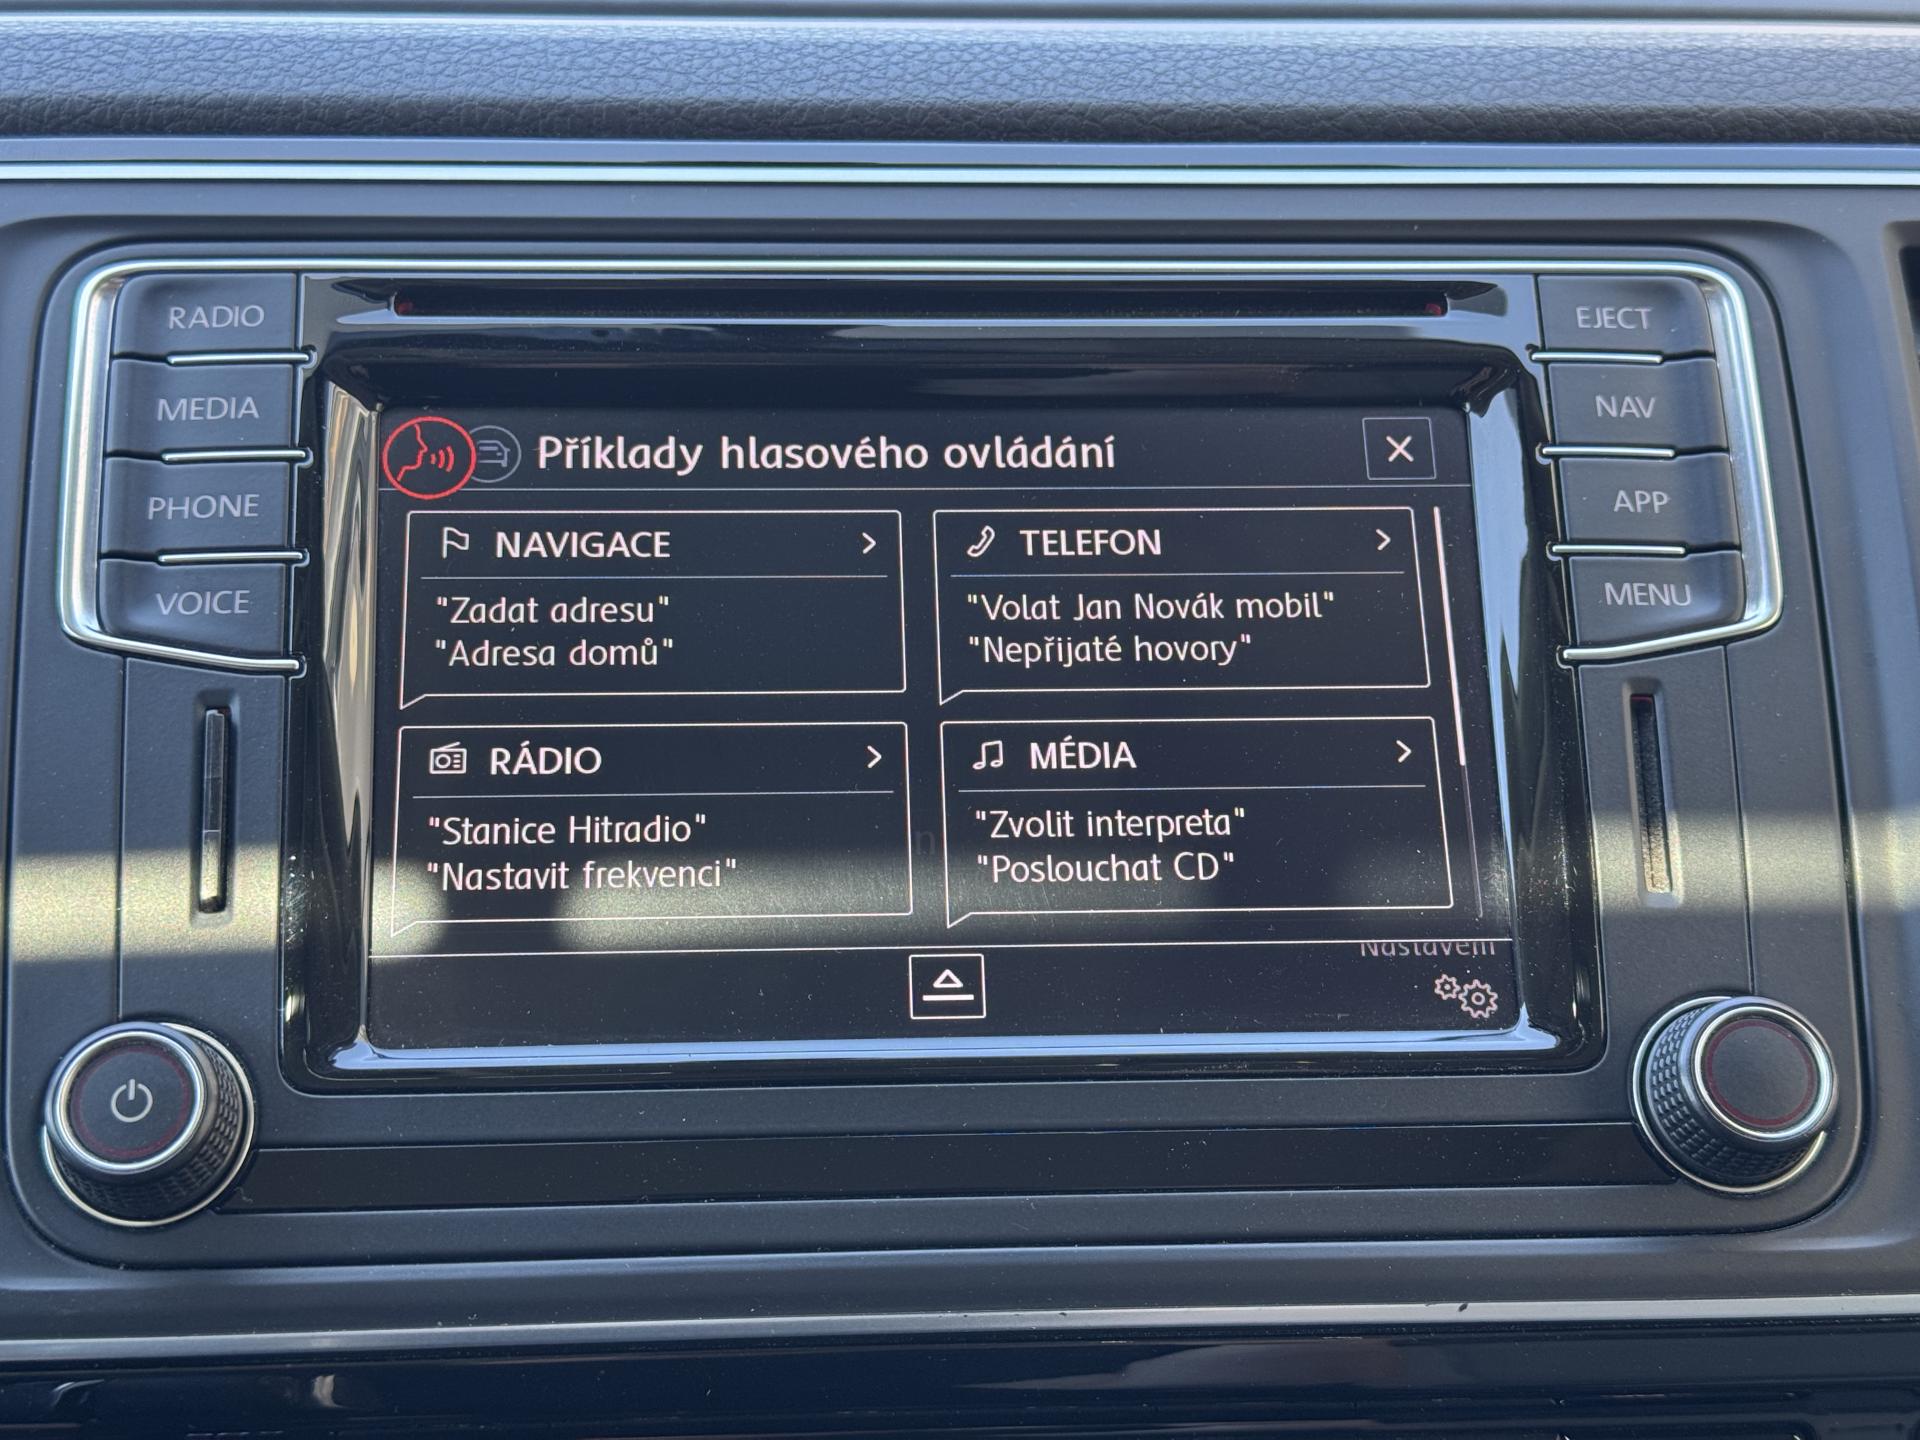 RADIO
MEDIA
PHONE
VOICE
EJECT
NAV
APP
MENU
Příklady hlasového ovládání
NAVIGACE
"Zadat adresu"
"Adresa domů"
TELEFON
"Volat Jan Novák mobil"
"Nepřijaté hovory"
RÁDIO
"Stanice Hitradio"
"Nastavit frekvenci"
MÉDIA
"Zvolit interpreta"
"Poslouchat CD"
Nastavení